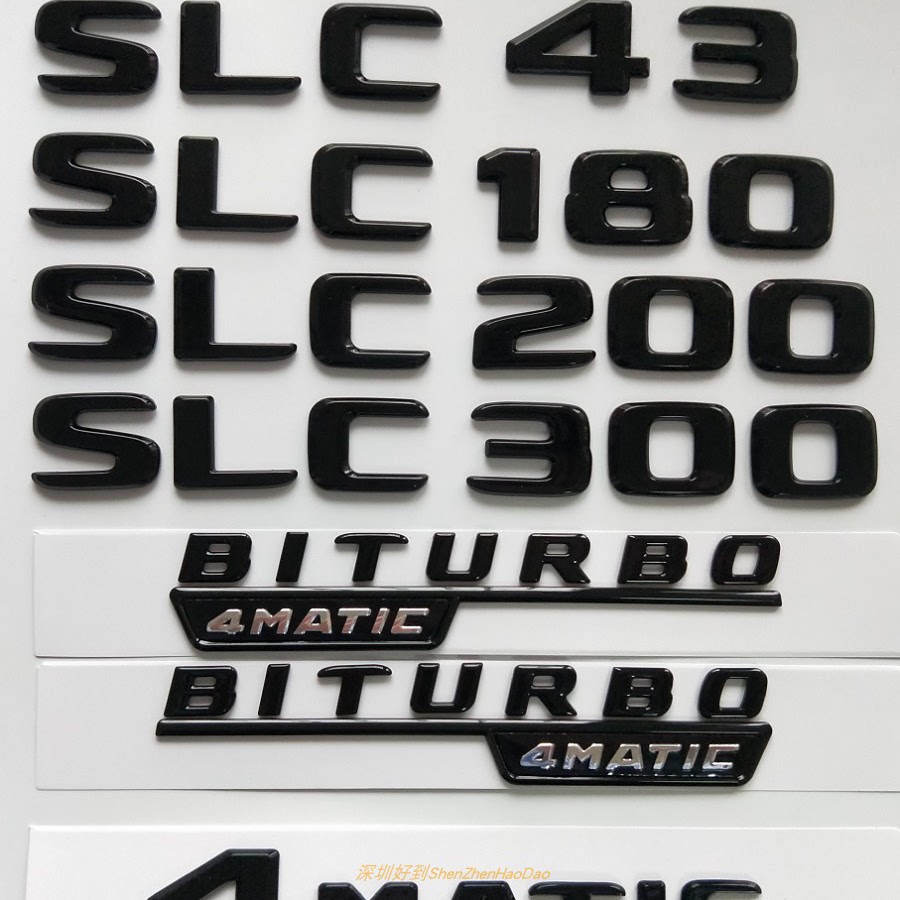 SLC 43
SLC 180
SLC 200
SLC 300
BITURBO
4MATIC
BITURBO
4MATIC
4MATIC
深圳好到ShenZhenHaoDao